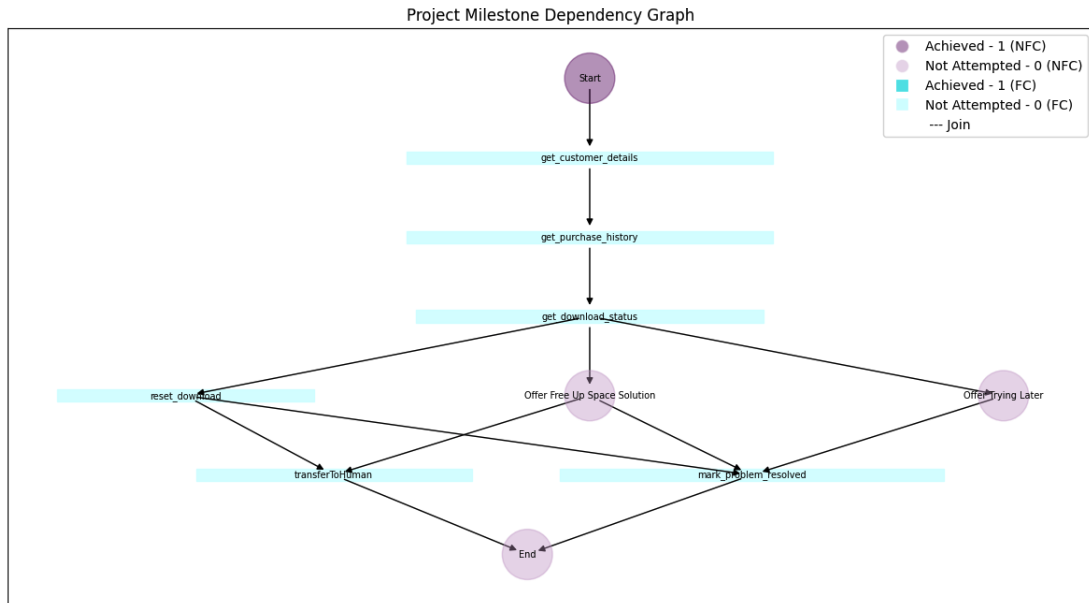 Project Milestone Dependency Graph
Achieved - 1 (NFC)
Not Attempted - 0 (NFC)
Achieved - 1 (FC)
Not Attempted - 0 (FC)
--- Join
Start
get_customer_details
get_purchase_history
get_download_status
reset_download
Offer Free Up Space Solution
Offer Trying Later
transferToHuman
mark_problem_resolved
End